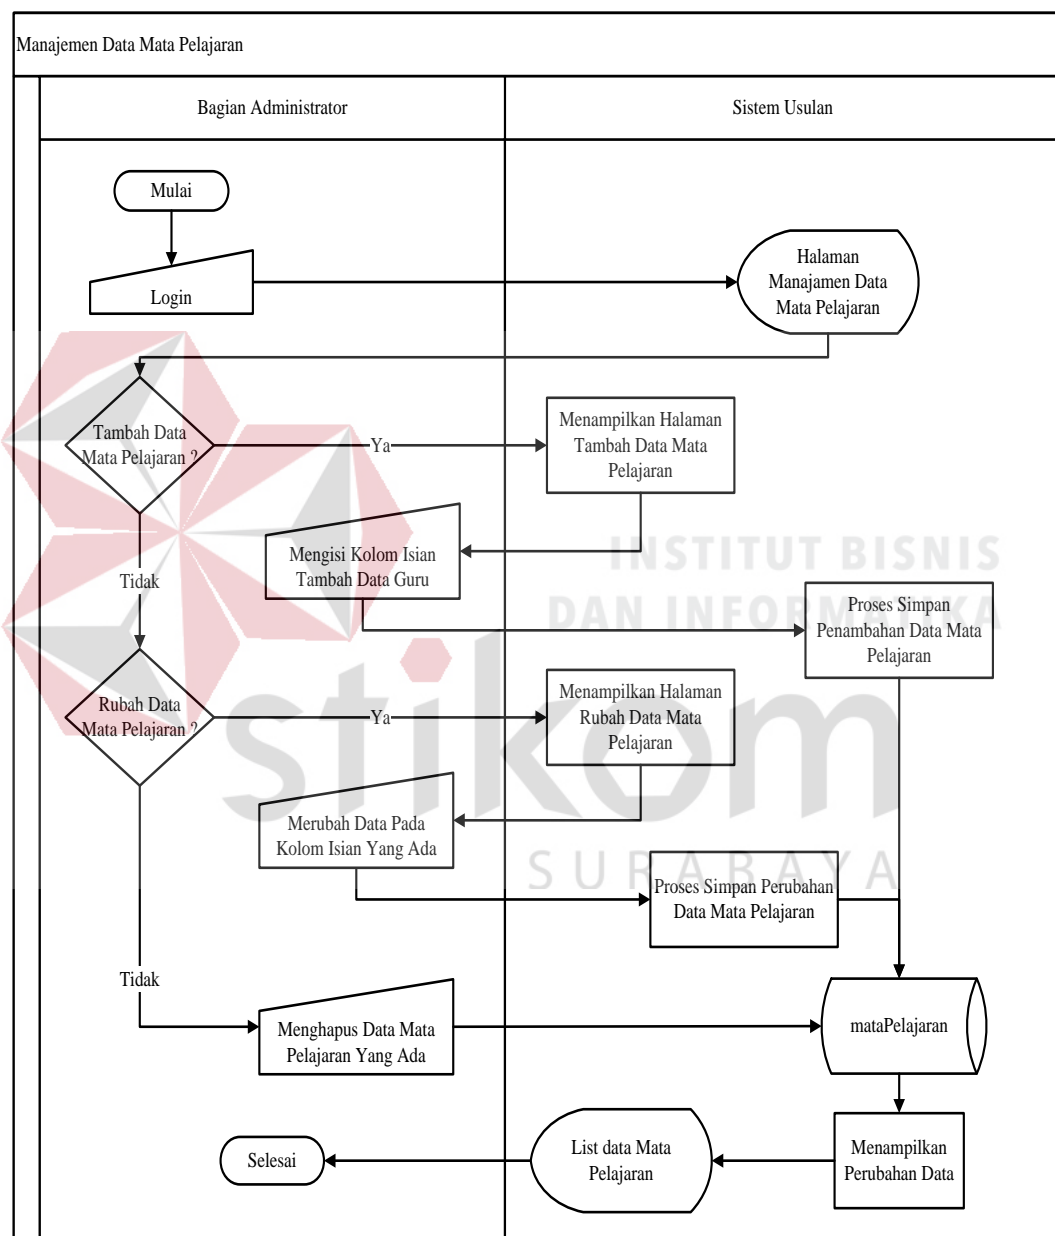 Manajemen Data Mata Pelajaran
Bagian Administrator
Sistem Usulan
Mulai
Login
Halaman
Manajamen Data
Mata Pelajaran
Tambah Data
Mata Pelajaran ?
Ya
Menampilkan Halaman
Tambah Data Mata
Pelajaran
Mengisi Kolom Isian
Tambah Data Guru
INSTITUT BISNIS
DAN INFORMATIKA
Tidak
Proses Simpan
Penambahan Data Mata
Pelajaran
stikom
SURABAYA
Rubah Data
Mata Pelajaran ?
Ya
Menampilkan Halaman
Rubah Data Mata
Pelajaran
Merubah Data Pada
Kolom Isian Yang Ada
Proses Simpan Perubahan
Data Mata Pelajaran
Tidak
Menghapus Data Mata
Pelajaran Yang Ada
mataPelajaran
Menampilkan
Perubahan Data
List data Mata
Pelajaran
Selesai